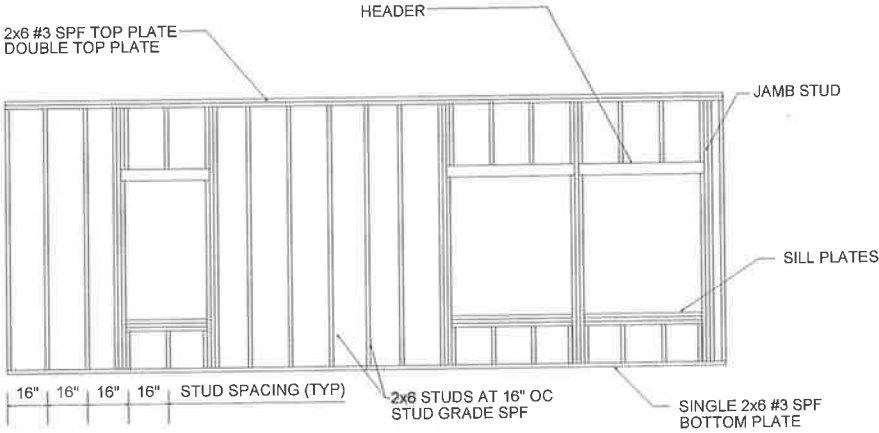 HEADER
2x6 #3 SPF TOP PLATE
DOUBLE TOP PLATE
JAMB STUD
SILL PLATES
16" 16" 16" 16" STUD SPACING (TYP)
2x6 STUDS AT 16" OC
STUD GRADE SPF
SINGLE 2x6 #3 SPF
BOTTOM PLATE